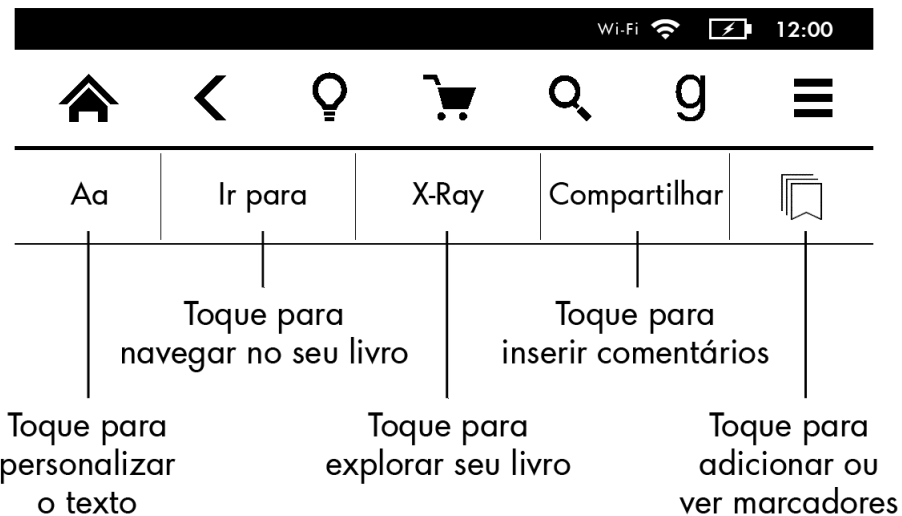 Wi-Fi 12:00
g
Aa Ir para X-Ray Compartilhar
Toque para
navegar no seu livro
Toque para
inserir comentários
Toque para
personalizar
o texto
Toque para
explorar seu livro
Toque para
adicionar ou
ver marcadores